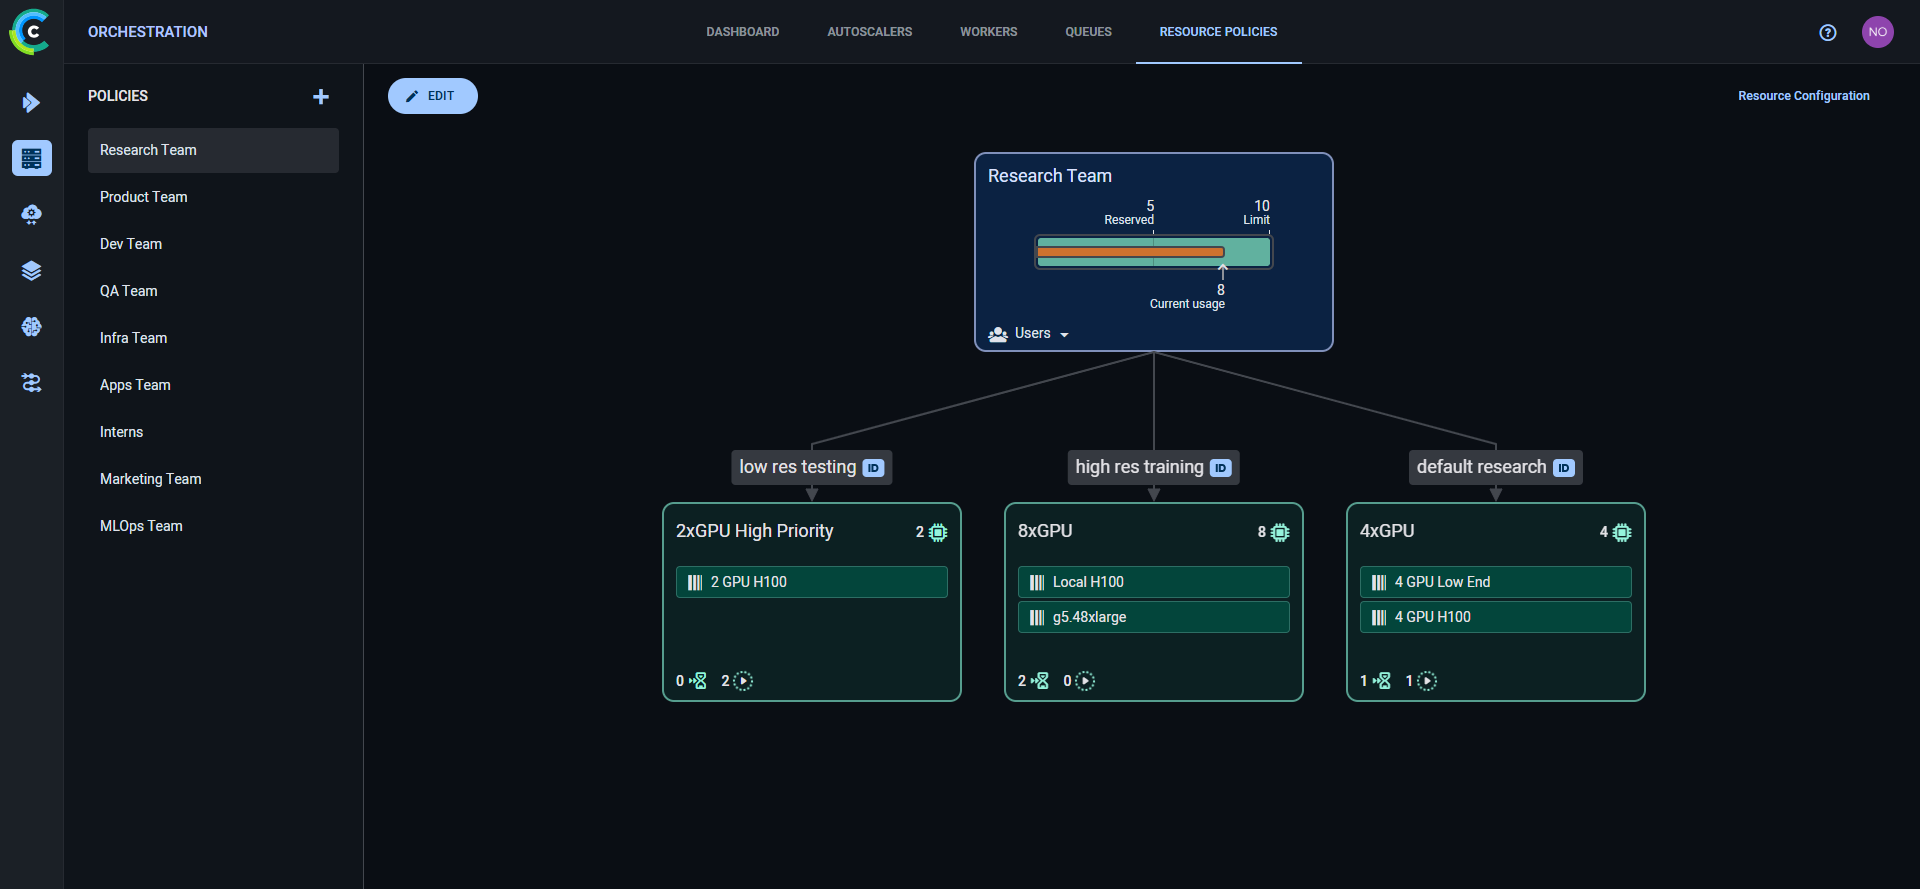 ORCHESTRATION
DASHBOARD
AUTOSCALERS
WORKERS
QUEUES
RESOURCE POLICIES
NO
POLICIES
Research Team
Product Team
Dev Team
QA Team
Infra Team
Apps Team
Interns
Marketing Team
MLOps Team
EDIT
Resource Configuration
Research Team
5
Reserved
10
Limit
8
Current usage
Users
low res testing ID
high res training ID
default research ID
2xGPU High Priority 2
2 GPU H100
0 2
8xGPU 8
Local H100
g5.48xlarge
2 0
4xGPU 4
4 GPU Low End
4 GPU H100
1 1